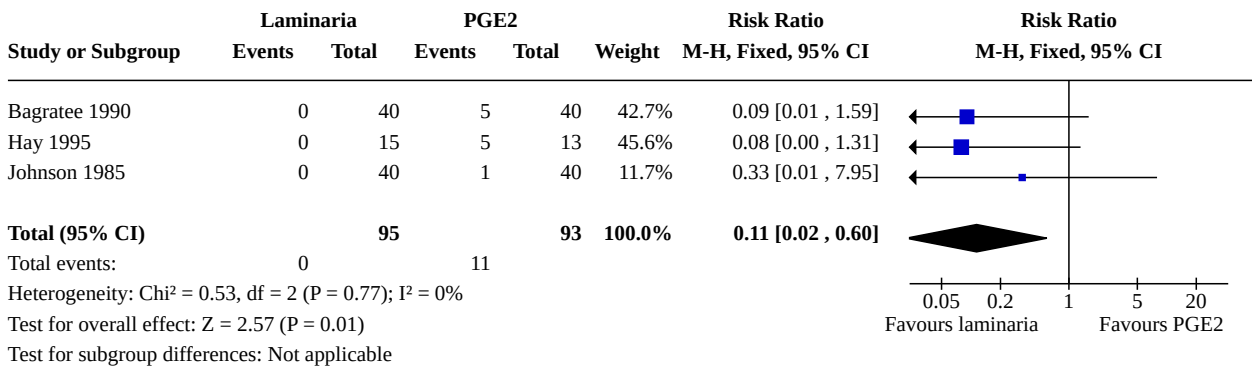 Laminaria PGE2 Risk Ratio Risk Ratio
Study or Subgroup Events Total Events Total Weight M-H, Fixed, 95% CI M-H, Fixed, 95% CI
Bagratee 1990 0 40 5 40 42.7% 0.09 [0.01 , 1.59]
Hay 1995 0 15 5 13 45.6% 0.08 [0.00 , 1.31]
Johnson 1985 0 40 1 40 11.7% 0.33 [0.01 , 7.95]
Total (95% CI) 95 93 100.0% 0.11 [0.02 , 0.60]
Total events: 0 11
Heterogeneity: Chi² = 0.53, df = 2 (P = 0.77); I² = 0%
0.05 0.2 1 5 20
Test for overall effect: Z = 2.57 (P = 0.01)
Favours laminaria Favours PGE2
Test for subgroup differences: Not applicable